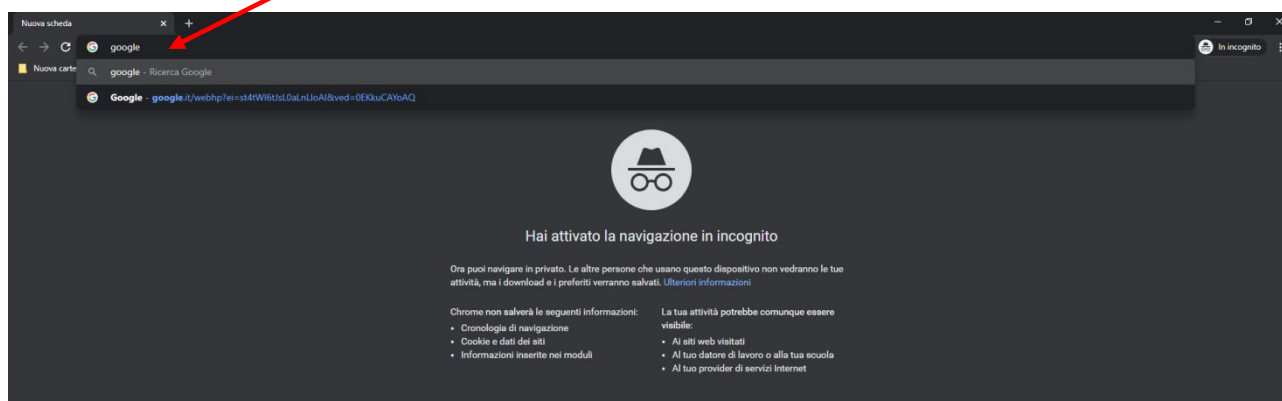 Nuova scheda
google
In incognito
Nuova carte
google - Ricerca Google
Google - google.it/webhp?
Hai attivato la navigazione in incognito
Ora puoi navigare in privato. Le altre persone che usano questo dispositivo non vedranno le tue
attività, ma i download e i preferiti verranno salvati. Ulteriori informazioni
Chrome non salverà le seguenti informazioni:
• Cronologia di navigazione
• Cookie e dati dei siti
• Informazioni inserite nei moduli
La tua attività potrebbe comunque essere
visibile:
• Ai siti web visitati
• Al tuo datore di lavoro o alla tua scuola
• Al tuo provider di servizi Internet